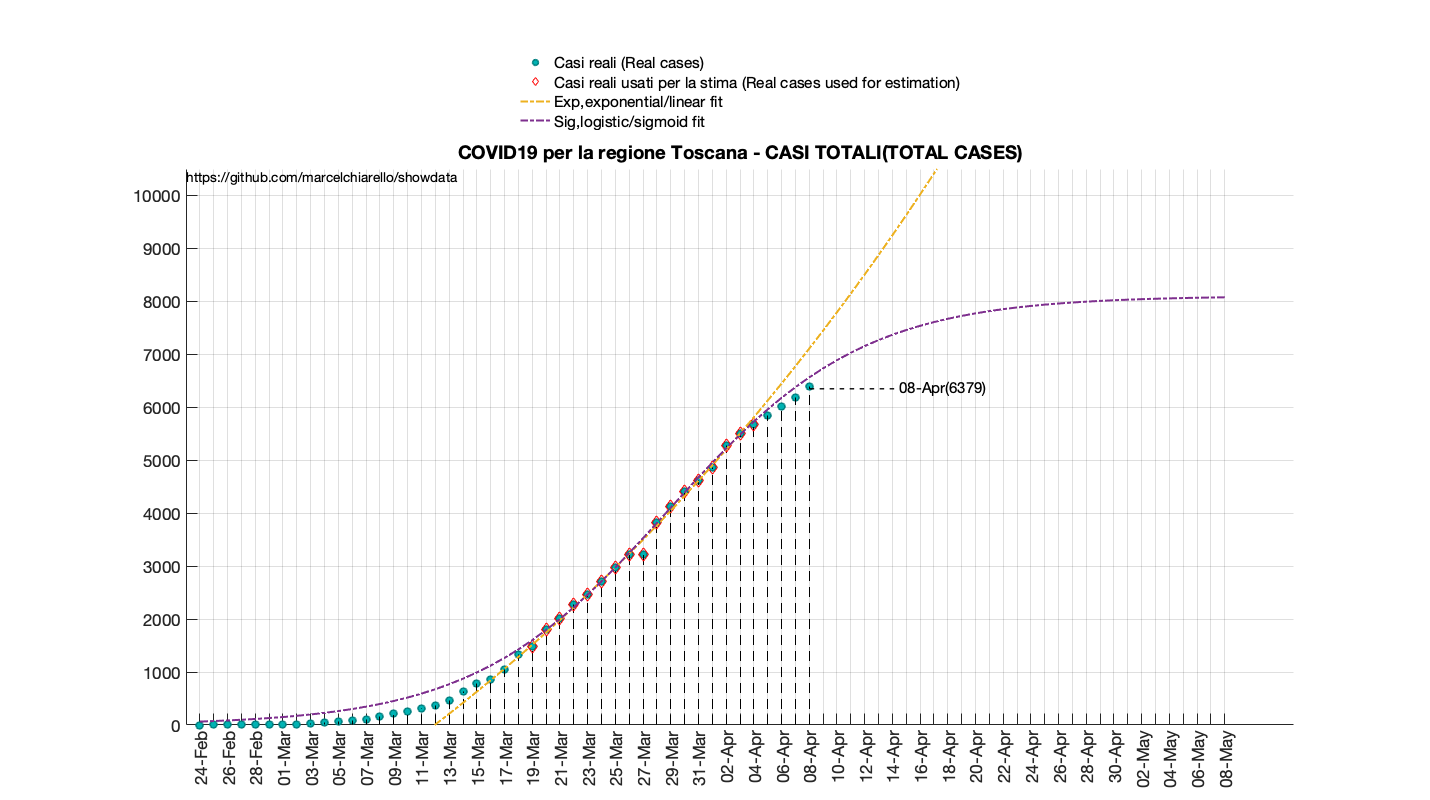 Casi reali (Real cases)
Casi reali usati per la stima (Real cases used for estimation)
Exp,exponential/linear fit
Sig,logistic/sigmoid fit
COVID19 per la regione Toscana - CASI TOTALI(TOTAL CASES)
https://github.com/marcelchiarello/showdata
10000
9000
8000
7000
6000
5000
4000
3000
2000
1000
0
08-Apr(6379)
24-Feb
26-Feb
28-Feb
01-Mar
03-Mar
05-Mar
07-Mar
09-Mar
11-Mar
13-Mar
15-Mar
17-Mar
19-Mar
21-Mar
23-Mar
25-Mar
27-Mar
29-Mar
31-Mar
02-Apr
04-Apr
06-Apr
08-Apr
10-Apr
12-Apr
14-Apr
16-Apr
18-Apr
20-Apr
22-Apr
24-Apr
26-Apr
28-Apr
30-Apr
02-May
04-May
06-May
08-May